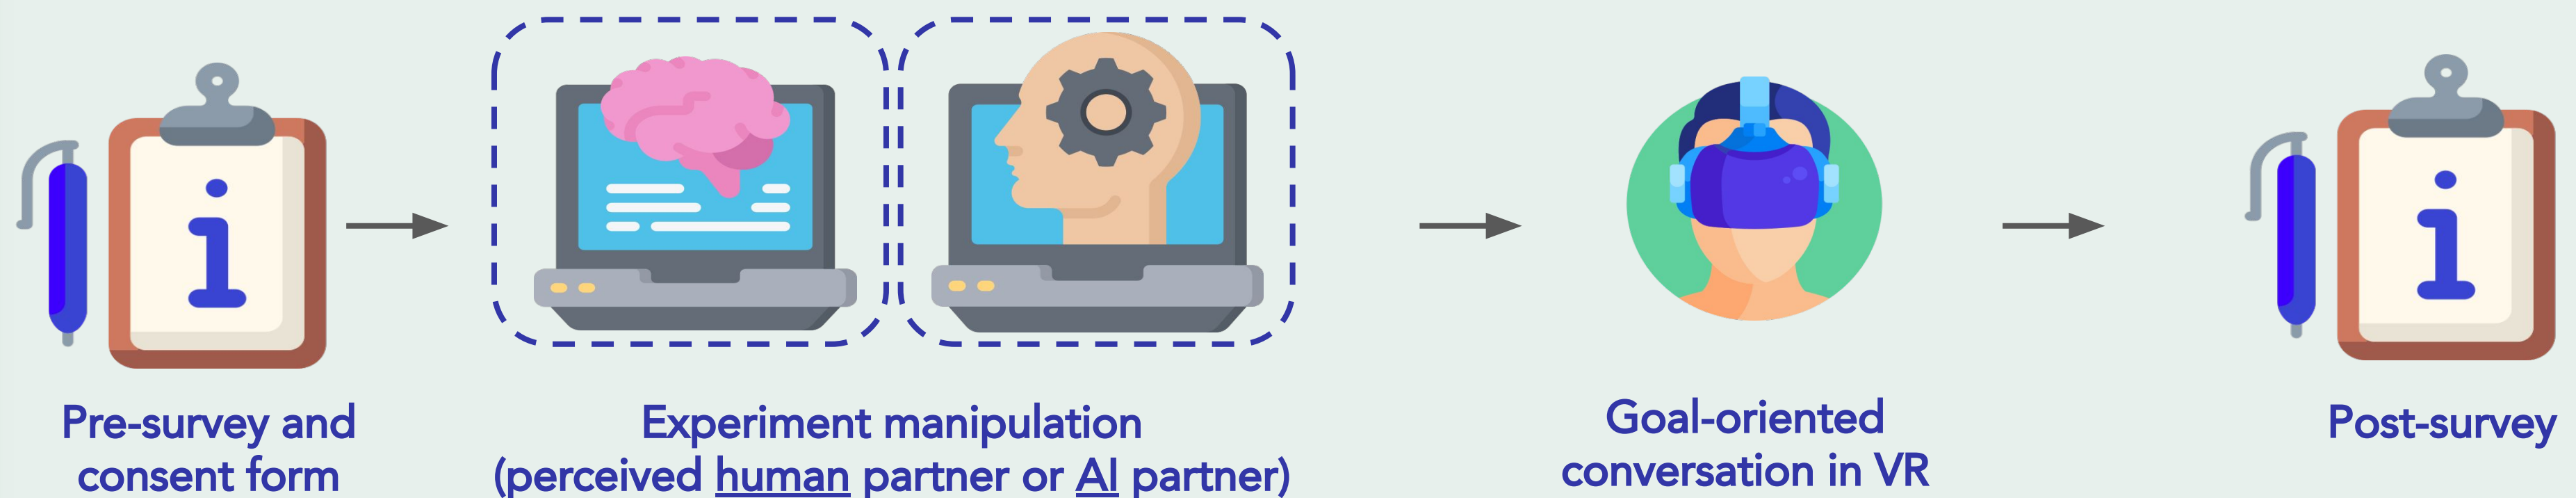 Pre-survey and
consent form
Experiment manipulation
(perceived human partner or AI partner)
Goal-oriented
conversation in VR
Post-survey